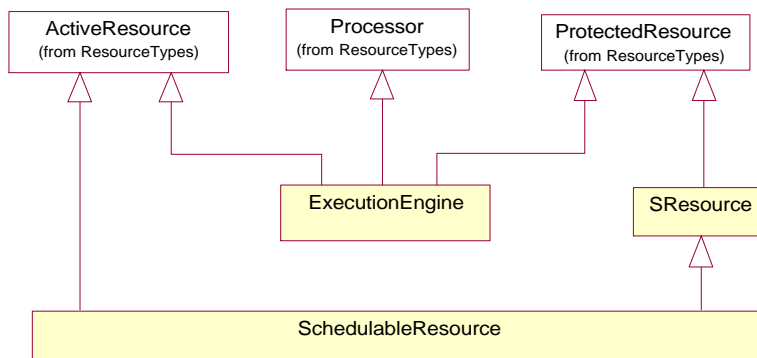 ActiveResource
(from ResourceTypes)
Processor
(from ResourceTypes)
ProtectedResource
(from ResourceTypes)
ExecutionEngine
SResource
SchedulableResource